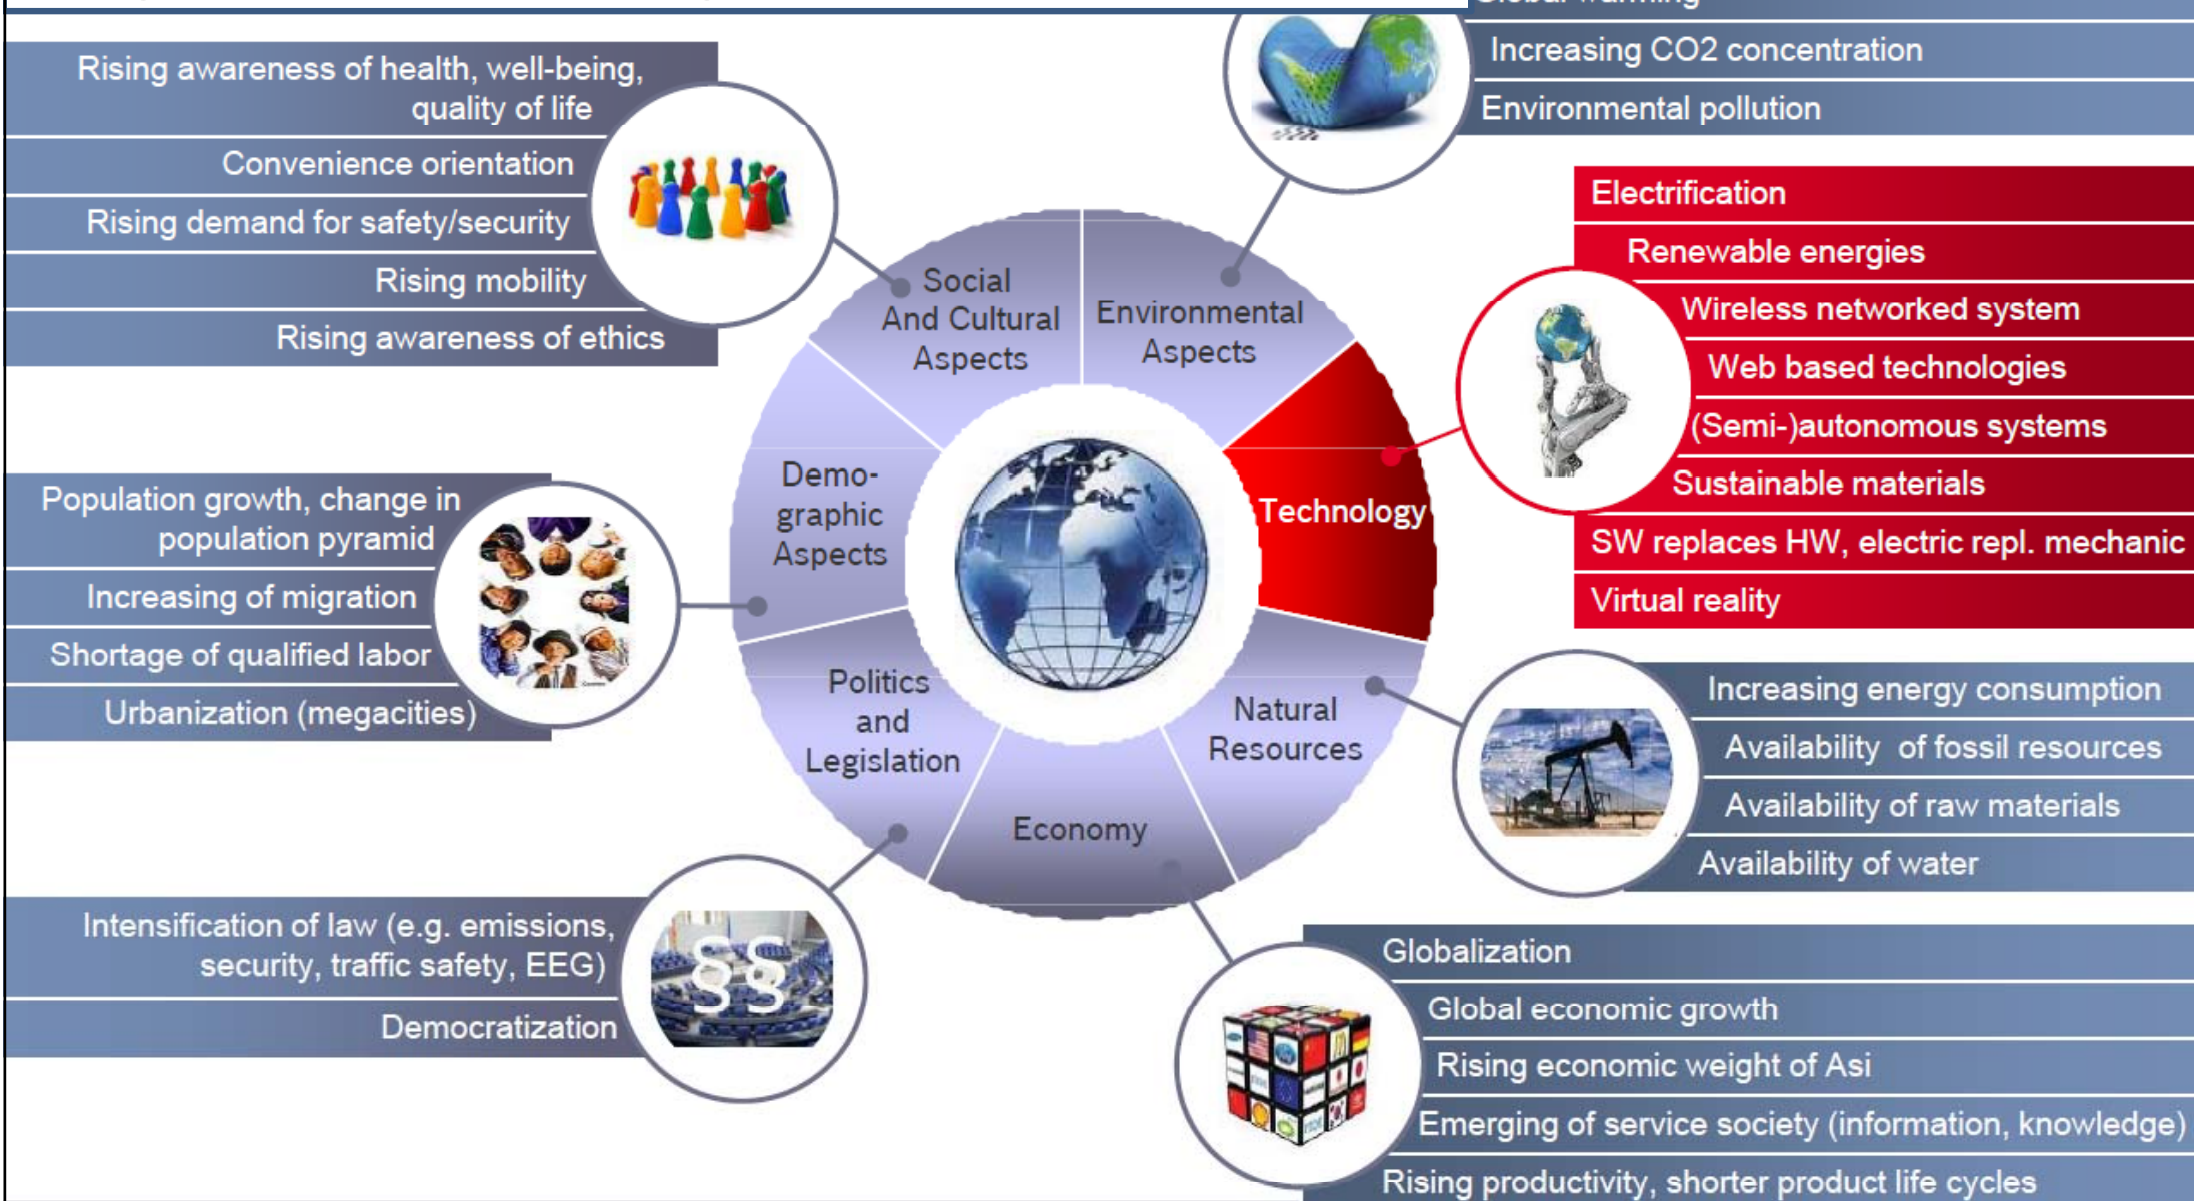 Global warming
Increasing CO2 concentration
Environmental pollution
Rising awareness of health, well-being,
quality of life
Convenience orientation
Rising demand for safety/security
Rising mobility
Rising awareness of ethics
Electrification
Renewable energies
Wireless networked system
Web based technologies
(Semi-)autonomous systems
Sustainable materials
SW replaces HW, electric repl. mechanic
Virtual reality
Social
And Cultural
Aspects
Environmental
Aspects
Technology
Demo-
graphic
Aspects
Politics
and
Legislation
Economy
Natural
Resources
Population growth, change in
population pyramid
Increasing of migration
Shortage of qualified labor
Urbanization (megacities)
Increasing energy consumption
Availability of fossil resources
Availability of raw materials
Availability of water
Intensification of law (e.g. emissions,
security, traffic safety, EEG)
Democratization
§§
Globalization
Global economic growth
Rising economic weight of Asi
Emerging of service society (information, knowledge)
Rising productivity, shorter product life cycles